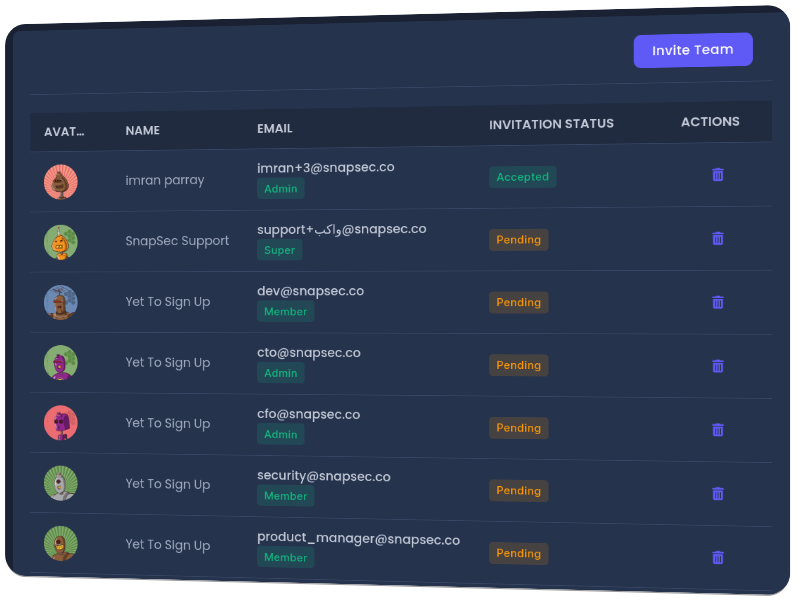 Invite Team
AVAT... NAME EMAIL INVITATION STATUS ACTIONS
imran parray imran+3@snapsec.co Accepted
Admin
SnapSec Support support+واکب@snapsec.co Pending
Super
Yet To Sign Up dev@snapsec.co Pending
Member
Yet To Sign Up cto@snapsec.co Pending
Admin
Yet To Sign Up cfo@snapsec.co Pending
Admin
Yet To Sign Up security@snapsec.co Pending
Member
Yet To Sign Up product_manager@snapsec.co Pending
Member